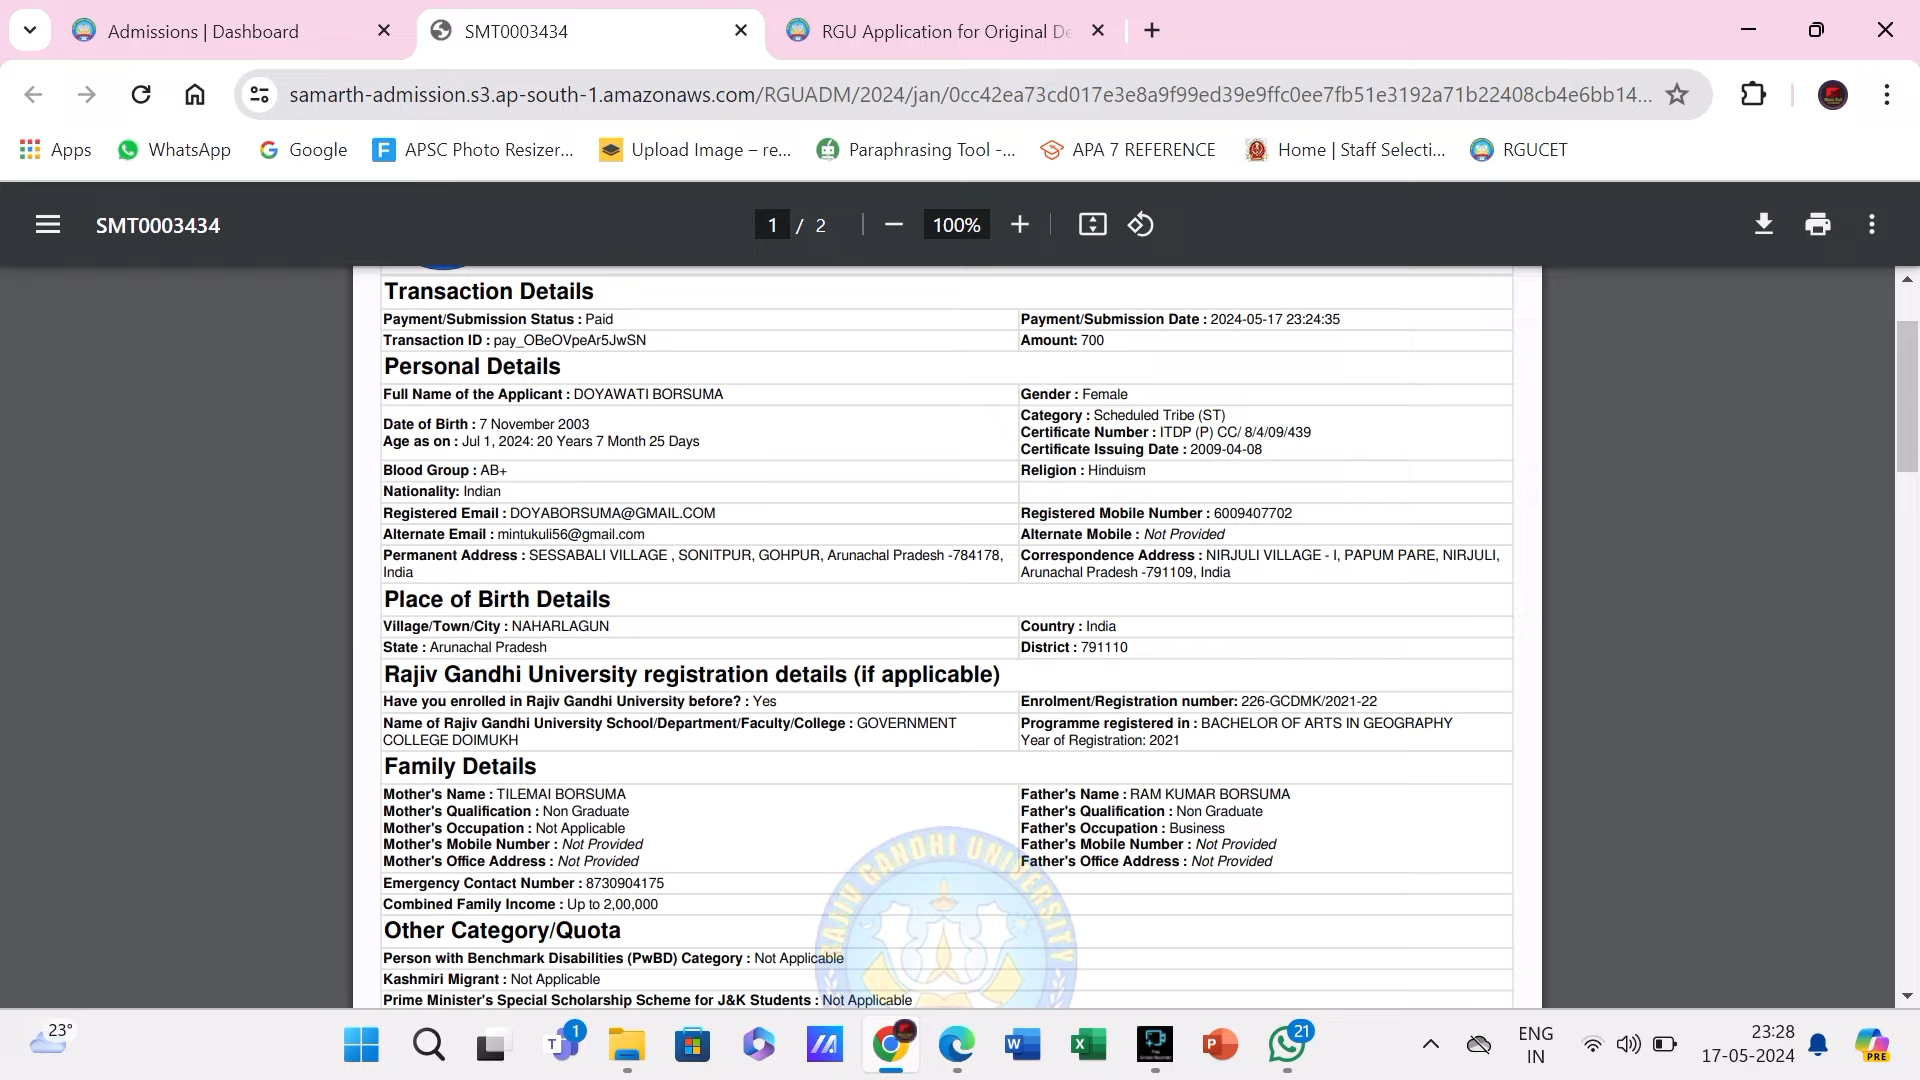 Admissions | Dashboard
SMT0003434
RGU Application for Original De
samarth-admission.s3.ap-south-1.amazonaws.com/RGUADM/2024/jan/0cc42ea73cd017e3e8a9f99ed39e9ffc0ee7fb51e3192a71b22408cb4e6bb14...
Apps
WhatsApp
Google
APSC Photo Resizer...
Upload Image – re...
Paraphrasing Tool -...
APA 7 REFERENCE
Home | Staff Selecti...
RGUCET
SMT0003434
1 / 2
100%
Transaction Details
Payment/Submission Status : Paid
Payment/Submission Date : 2024-05-17 23:24:35
Transaction ID : pay_OBeOVpeAr5JwSN
Amount: 700
Personal Details
Full Name of the Applicant : DOYAWATI BORSUMA
Gender : Female
Date of Birth : 7 November 2003
Age as on : Jul 1, 2024: 20 Years 7 Month 25 Days
Category : Scheduled Tribe (ST)
Certificate Number : ITDP (P) CC/ 8/4/09/439
Certificate Issuing Date : 2009-04-08
Blood Group : AB+
Religion : Hinduism
Nationality: Indian
Registered Email : DOYABORSUMA@GMAIL.COM
Registered Mobile Number : 6009407702
Alternate Email : mintukuli56@gmail.com
Alternate Mobile : Not Provided
Permanent Address : SESSABALI VILLAGE , SONITPUR, GOHPUR, Arunachal Pradesh -784178,
India
Correspondence Address : NIRJULI VILLAGE - I, PAPUM PARE, NIRJULI,
Arunachal Pradesh -791109, India
Place of Birth Details
Village/Town/City : NAHARLAGUN
Country : India
State : Arunachal Pradesh
District : 791110
Rajiv Gandhi University registration details (if applicable)
Have you enrolled in Rajiv Gandhi University before? : Yes
Enrolment/Registration number: 226-GCDMK/2021-22
Name of Rajiv Gandhi University School/Department/Faculty/College : GOVERNMENT
COLLEGE DOIMUKH
Programme registered in : BACHELOR OF ARTS IN GEOGRAPHY
Year of Registration: 2021
Family Details
Mother's Name : TILEMAI BORSUMA
Mother's Qualification : Non Graduate
Mother's Occupation : Not Applicable
Mother's Mobile Number : Not Provided
Mother's Office Address : Not Provided
Father's Name : RAM KUMAR BORSUMA
Father's Qualification : Non Graduate
Father's Occupation : Business
Father's Mobile Number : Not Provided
Father's Office Address : Not Provided
Emergency Contact Number : 8730904175
Combined Family Income : Up to 2,00,000
Other Category/Quota
Person with Benchmark Disabilities (PwBD) Category : Not Applicable
Kashmiri Migrant : Not Applicable
Prime Minister's Special Scholarship Scheme for J&K Students : Not Applicable
RAJIV GANDHI UNIVERSITY
23°
1
21
ENG
IN
23:28
17-05-2024
PRE